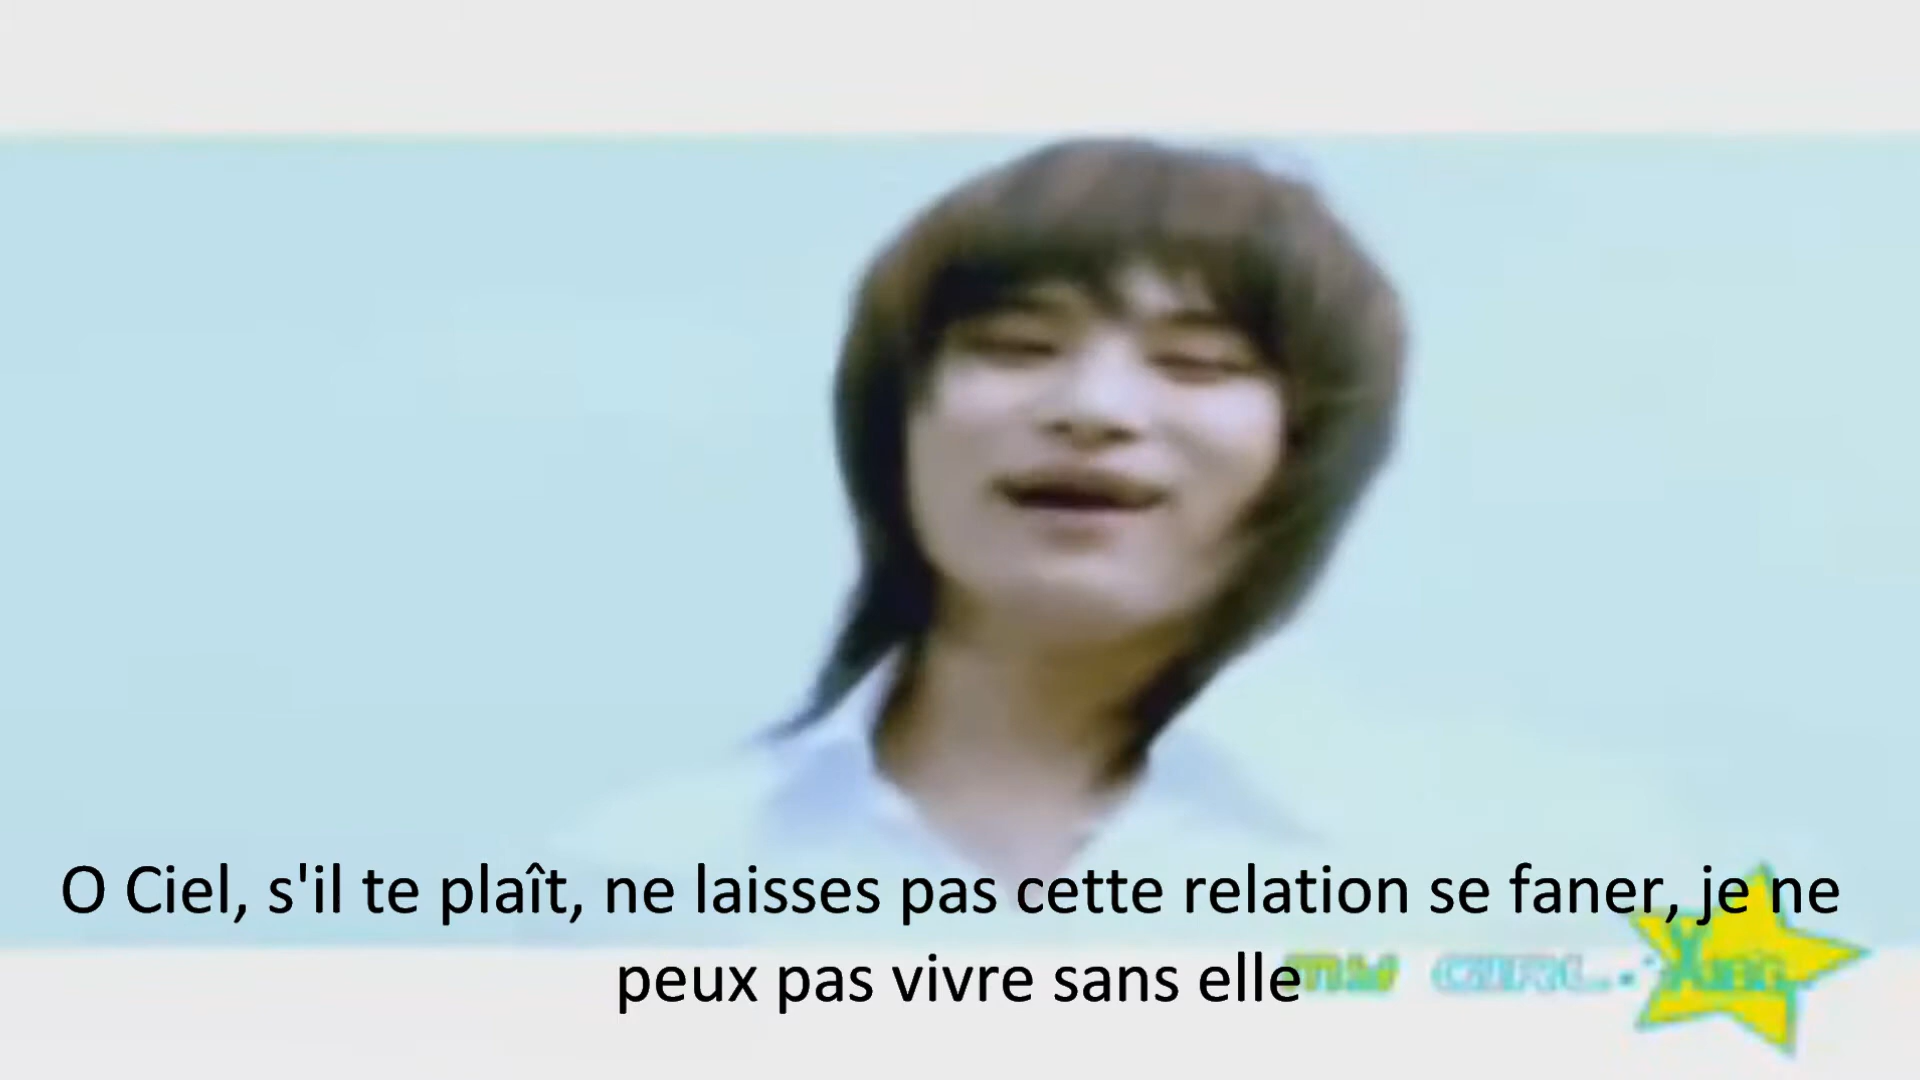 O Ciel, s'il te plaît, ne laisses pas cette relation se faner, je ne
peux pas vivre sans elle